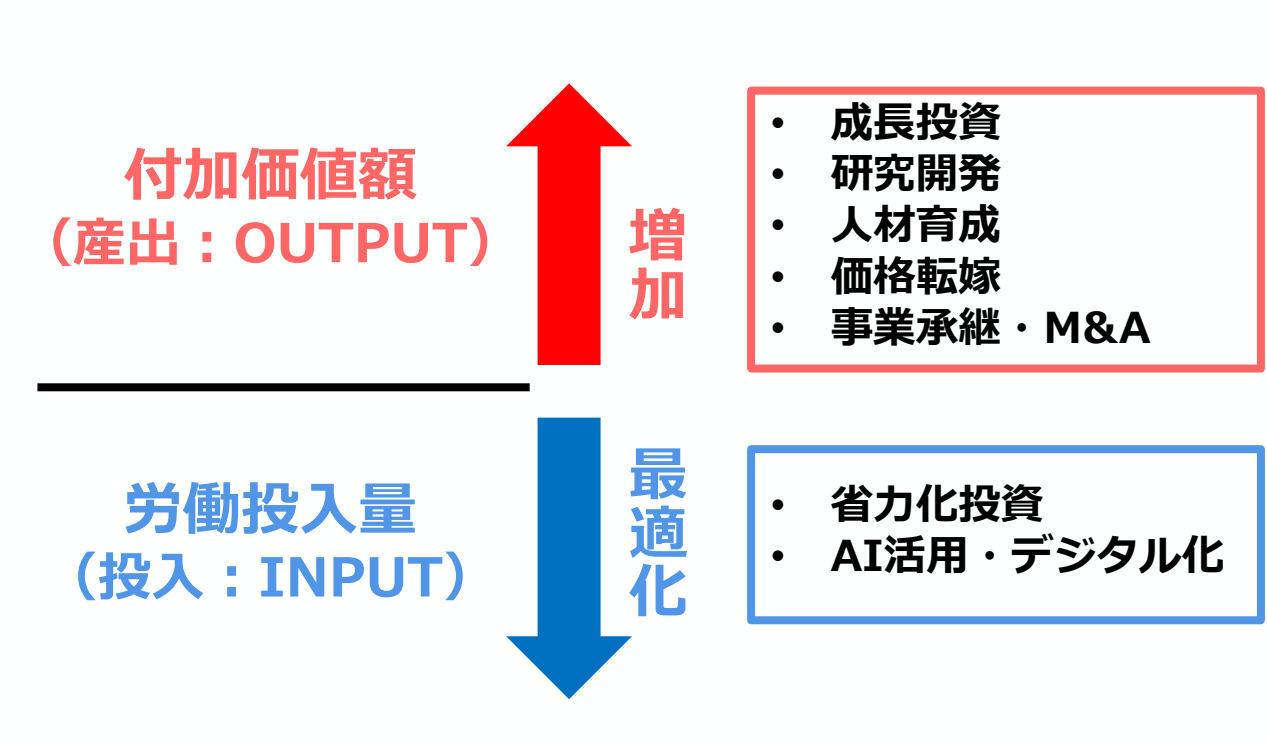 付加価値額
（産出：OUTPUT）
増加
• 成長投資
• 研究開発
• 人材育成
• 価格転嫁
• 事業承継・M&A
労働投入量
（投入：INPUT）
最適化
• 省力化投資
• AI活用・デジタル化